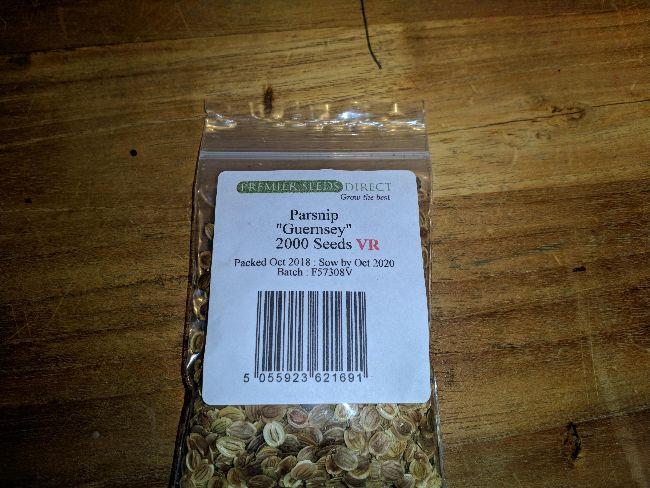 PREMIER SEEDS DIRECT
Grow the best
Parsnip
"Guernsey"
2000 Seeds VR
Packed Oct 2018 : Sow by Oct 2020
Batch : F57308V
5 055923 621691